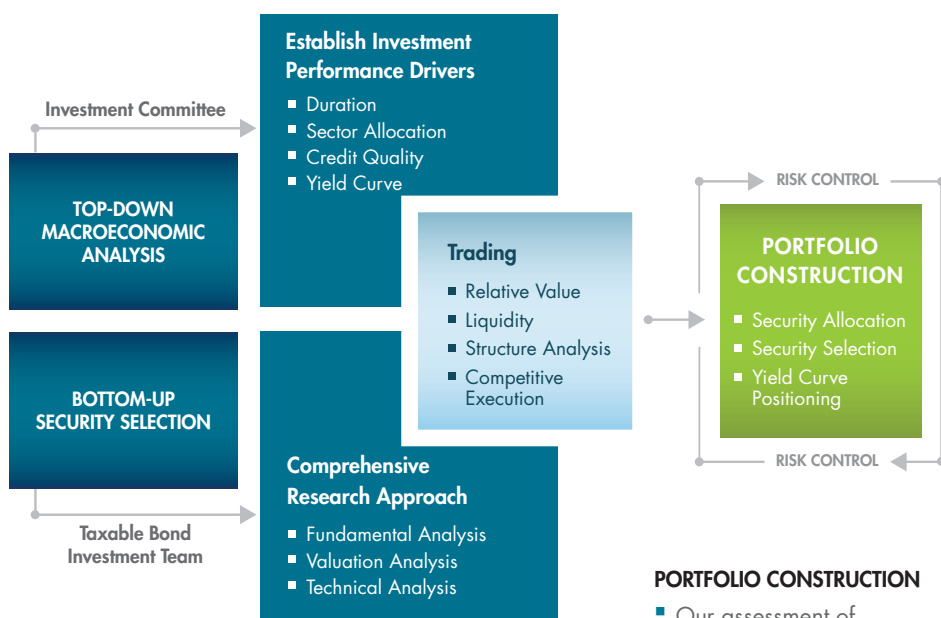 Investment Committee
TOP-DOWN
MACROECONOMIC
ANALYSIS
BOTTOM-UP
SECURITY SELECTION
Taxable Bond
Investment Team
Establish Investment
Performance Drivers
Duration
Sector Allocation
Credit Quality
Yield Curve
Trading
Relative Value
Liquidity
Structure Analysis
Competitive
Execution
Comprehensive
Research Approach
Fundamental Analysis
Valuation Analysis
Technical Analysis
RISK CONTROL
PORTFOLIO
CONSTRUCTION
Security Allocation
Security Selection
Yield Curve
Positioning
RISK CONTROL
PORTFOLIO CONSTRUCTION
Our assessment of